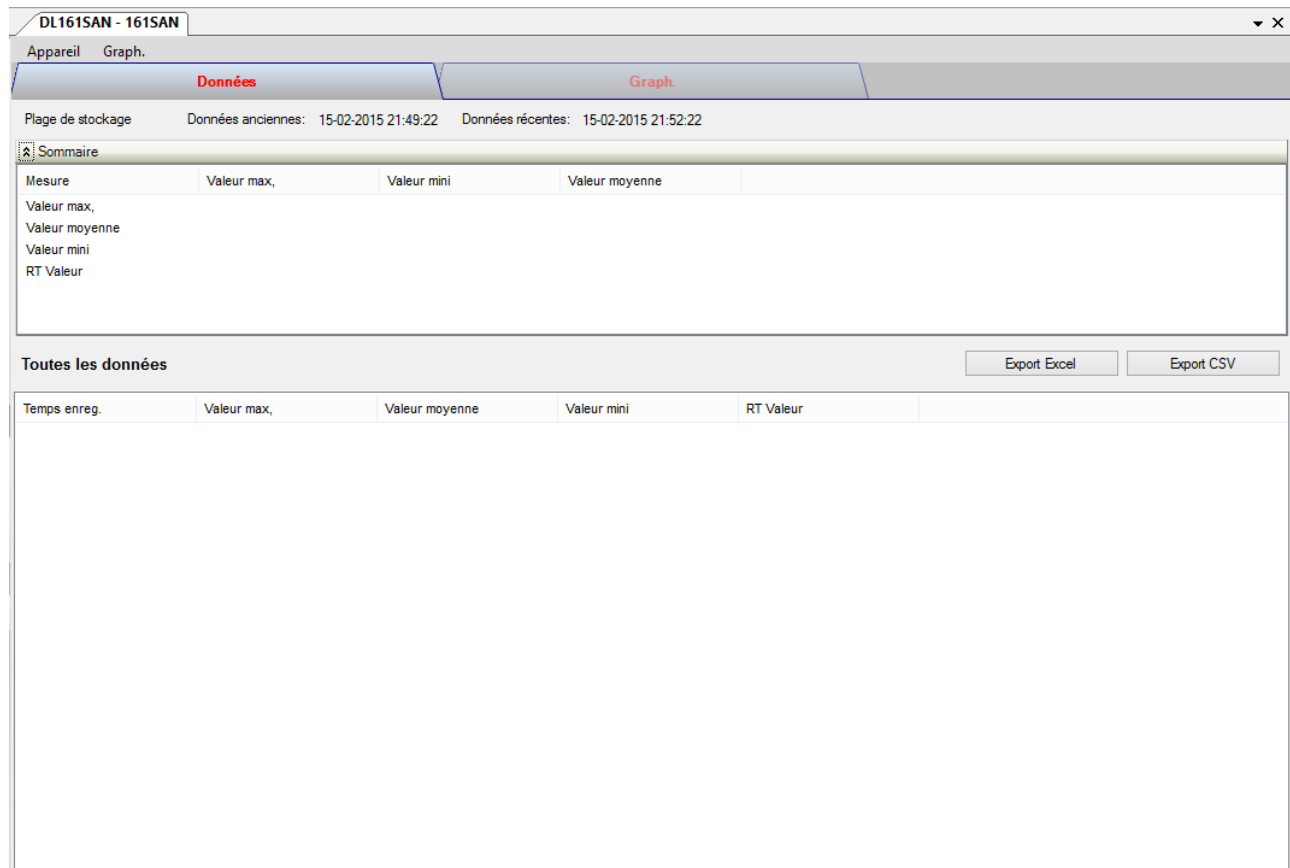 DL161SAN - 161SAN
Appareil Graph.
Données Graph.
Plage de stockage Données anciennes: 15-02-2015 21:49:22 Données récentes: 15-02-2015 21:52:22
Sommaire
Mesure Valeur max, Valeur mini Valeur moyenne
Valeur max,
Valeur moyenne
Valeur mini
RT Valeur
Toutes les données Export Excel Export CSV
Temps enreg. Valeur max, Valeur moyenne Valeur mini RT Valeur